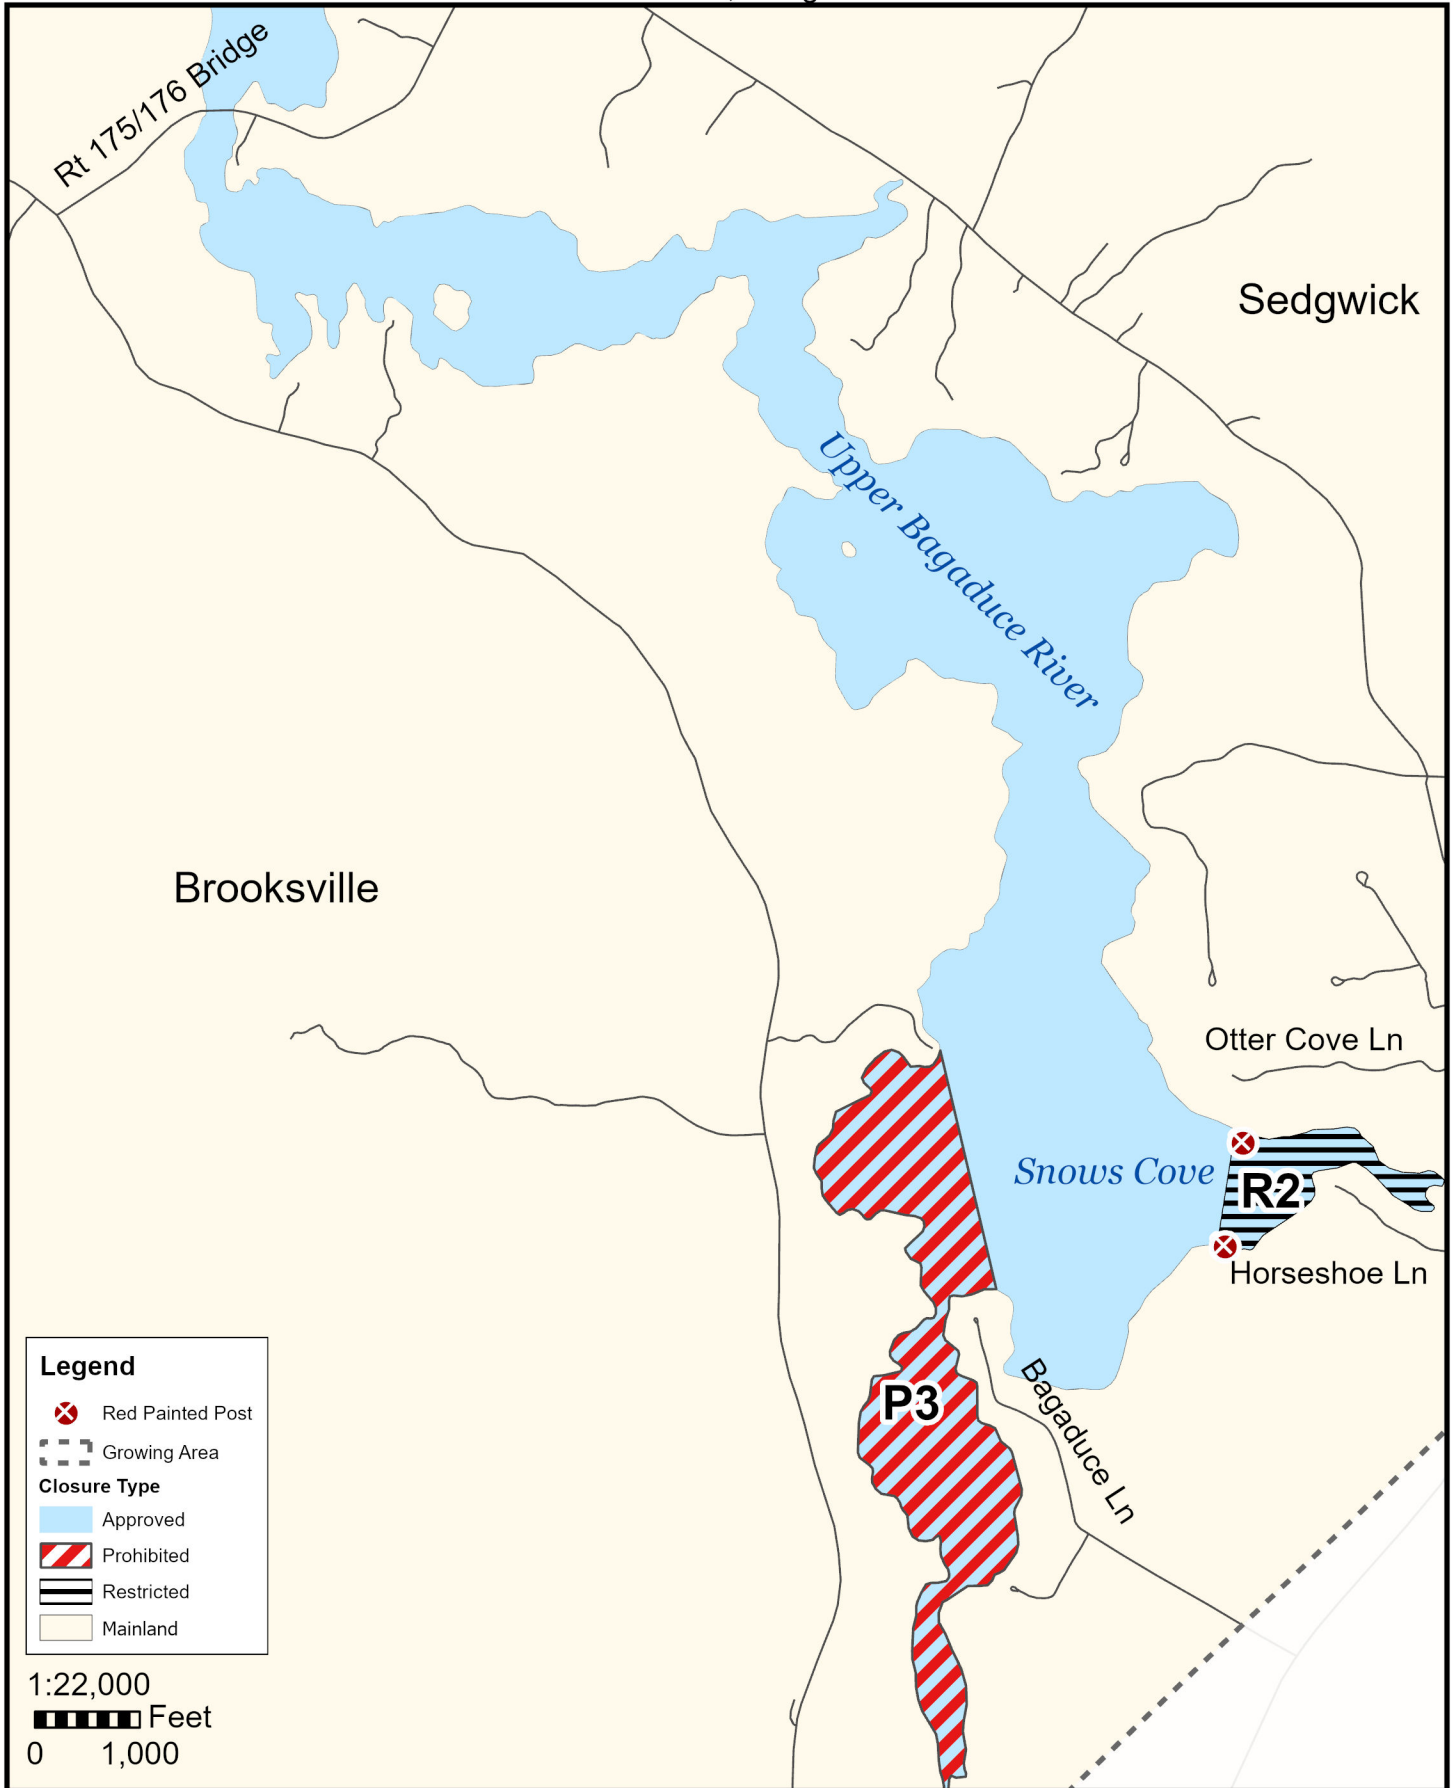 Rt 175/176 Bridge
Sedgwick
Upper Bagaduce River
Brooksville
Otter Cove Ln
Snows Cove
R2
Horseshoe Ln
P3
Bagaduce Ln
Legend
Red Painted Post
Growing Area
Closure Type
Approved
Prohibited
Restricted
Mainland
1:22,000
Feet
0 1,000